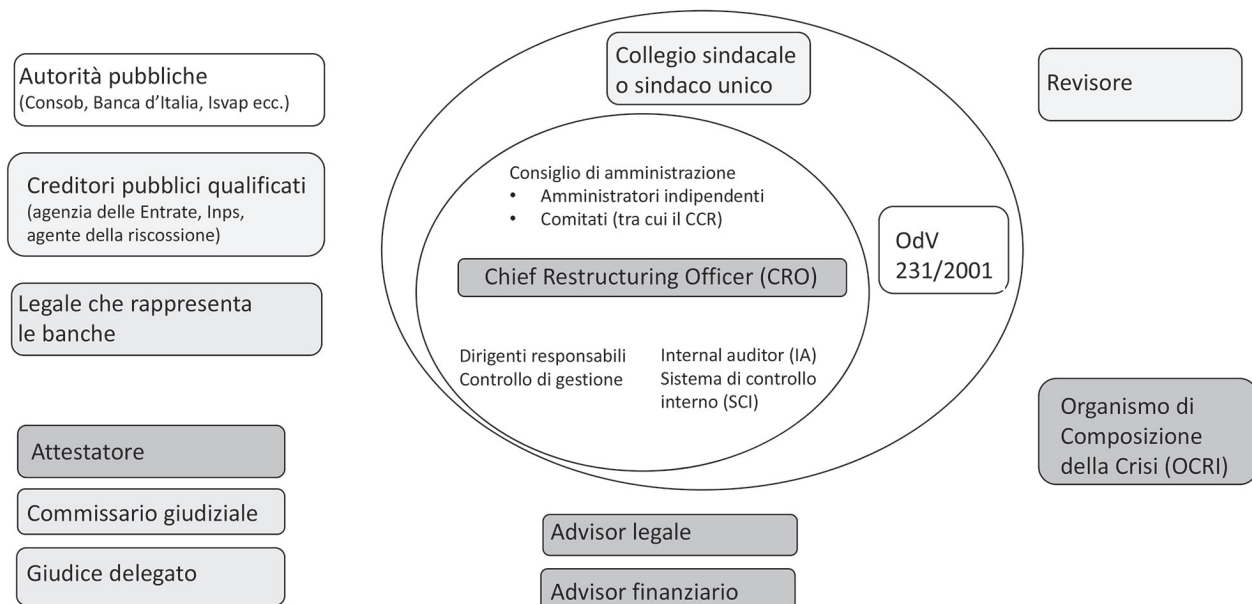 Autorità pubbliche
(Consob, Banca d’Italia, Isvap ecc.)
Creditori pubblici qualificati
(agenzia delle Entrate, Inps,
agente della riscossione)
Legale che rappresenta
le banche
Attestatore
Commissario giudiziale
Giudice delegato
Collegio sindacale
o sindaco unico
Consiglio di amministrazione
• Amministratori indipendenti
• Comitati (tra cui il CCR)
Chief Restructuring Officer (CRO)
Dirigenti responsabili
Controllo di gestione
Internal auditor (IA)
Sistema di controllo
interno (SCI)
OdV
231/2001
Advisor legale
Advisor finanziario
Revisore
Organismo di
Composizione
della Crisi (OCRI)